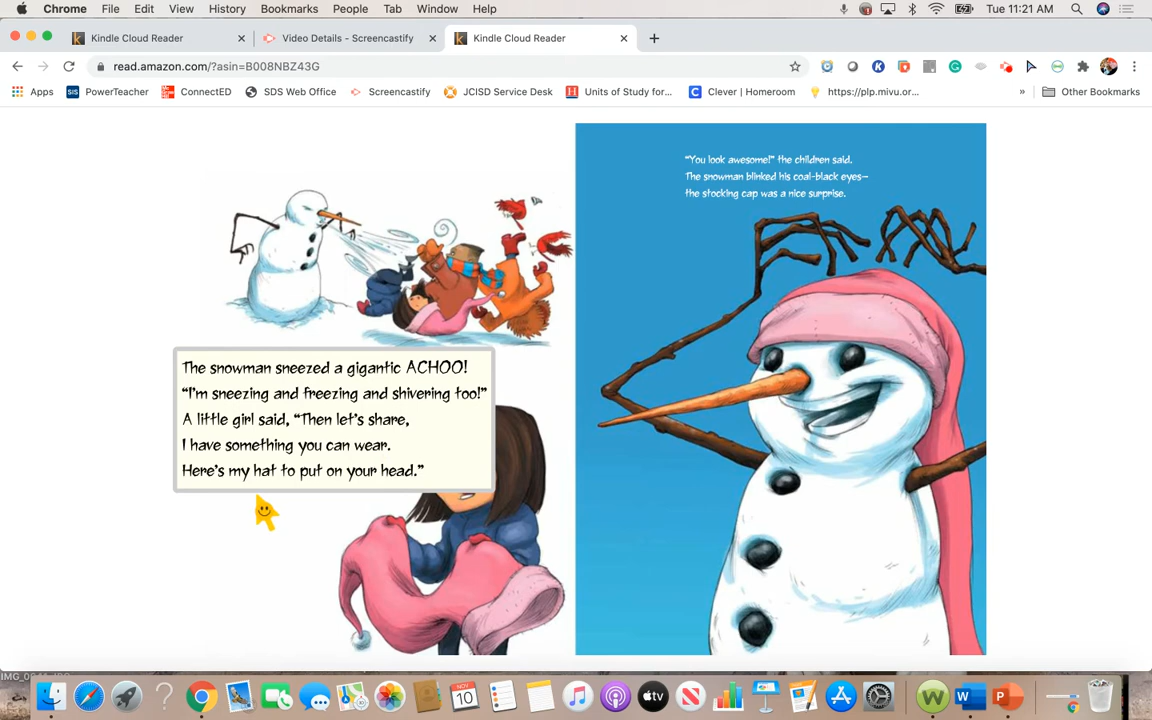 Chrome File Edit View History Bookmarks People Tab Window Help Tue 11:21 AM
Kindle Cloud Reader Video Details - Screencastify Kindle Cloud Reader
read.amazon.com/?asin=B008NBZ43G
Apps PowerTeacher ConnectED SDS Web Office Screencastify JCISD Service Desk Units of Study for... Clever | Homeroom https://plp.mivu.or... » Other Bookmarks
The snowman sneezed a gigantic ACHOO!
“I’m sneezing and freezing and shivering too!”
A little girl said, “Then let’s share,
I have something you can wear.
Here’s my hat to put on your head.”
“You look awesome!” the children said.
The snowman blinked his coal-black eyes—
the stocking cap was a nice surprise.
NOV
10